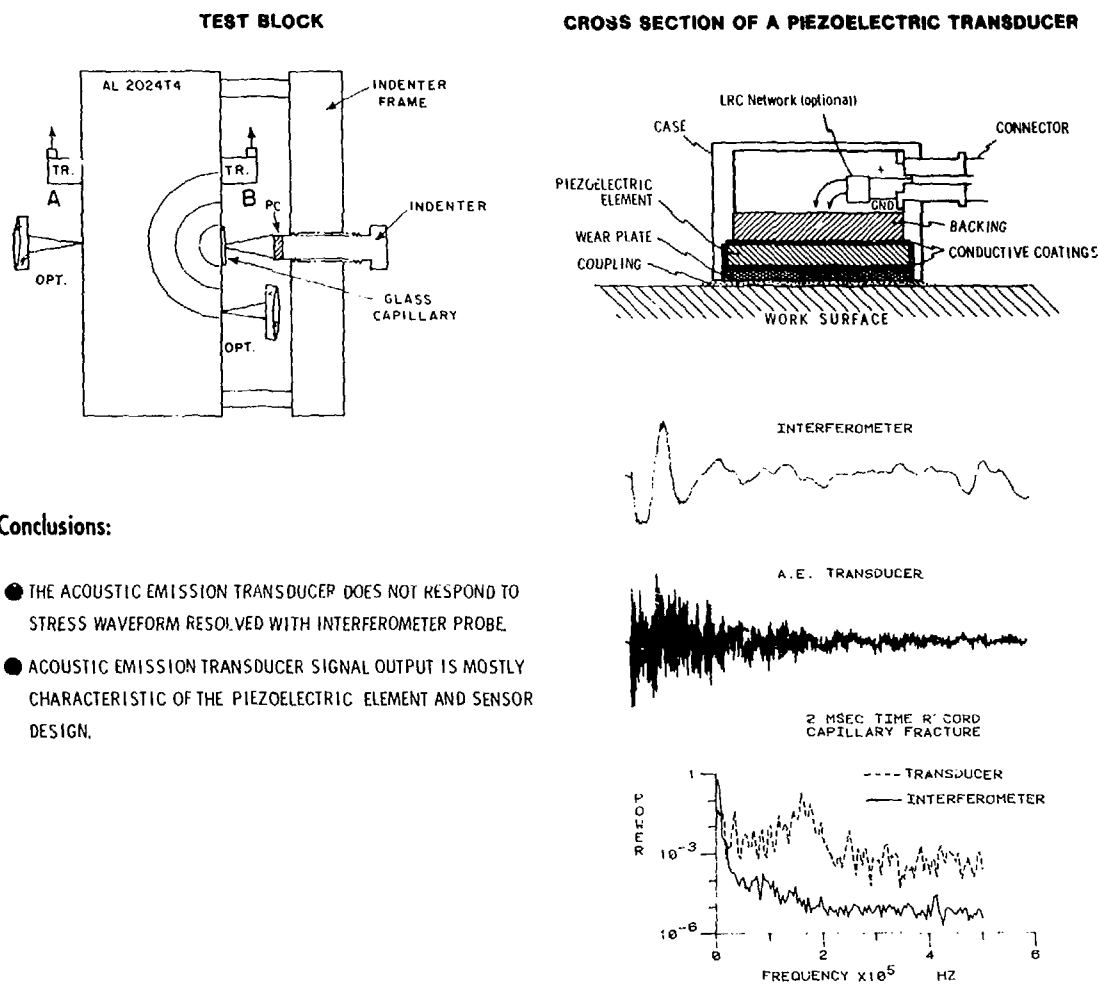 TEST BLOCK
AL 2024T4
INDENTER
FRAME
TR.
A
TR.
B
PC
INDENTER
OPT.
GLASS
CAPILLARY
OPT.
CROSS SECTION OF A PIEZOELECTRIC TRANSDUCER
LRC Network (optional)
CASE
CONNECTOR
PIEZOELECTRIC
ELEMENT
+
GND
BACKING
WEAR PLATE
CONDUCTIVE COATINGS
COUPLING
WORK SURFACE
Conclusions:
● THE ACOUSTIC EMISSION TRANSDUCER DOES NOT RESPOND TO
STRESS WAVEFORM RESOLVED WITH INTERFEROMETER PROBE.
● ACOUSTIC EMISSION TRANSDUCER SIGNAL OUTPUT IS MOSTLY
CHARACTERISTIC OF THE PIEZOELECTRIC ELEMENT AND SENSOR
DESIGN.
INTERFEROMETER
A.E. TRANSDUCER
2 MSEC TIME R CORD
CAPILLARY FRACTURE
---- TRANSDUCER
— INTERFEROMETER
POWER
1
10-3
10-6
0 2 4 6
FREQUENCY X105 HZ